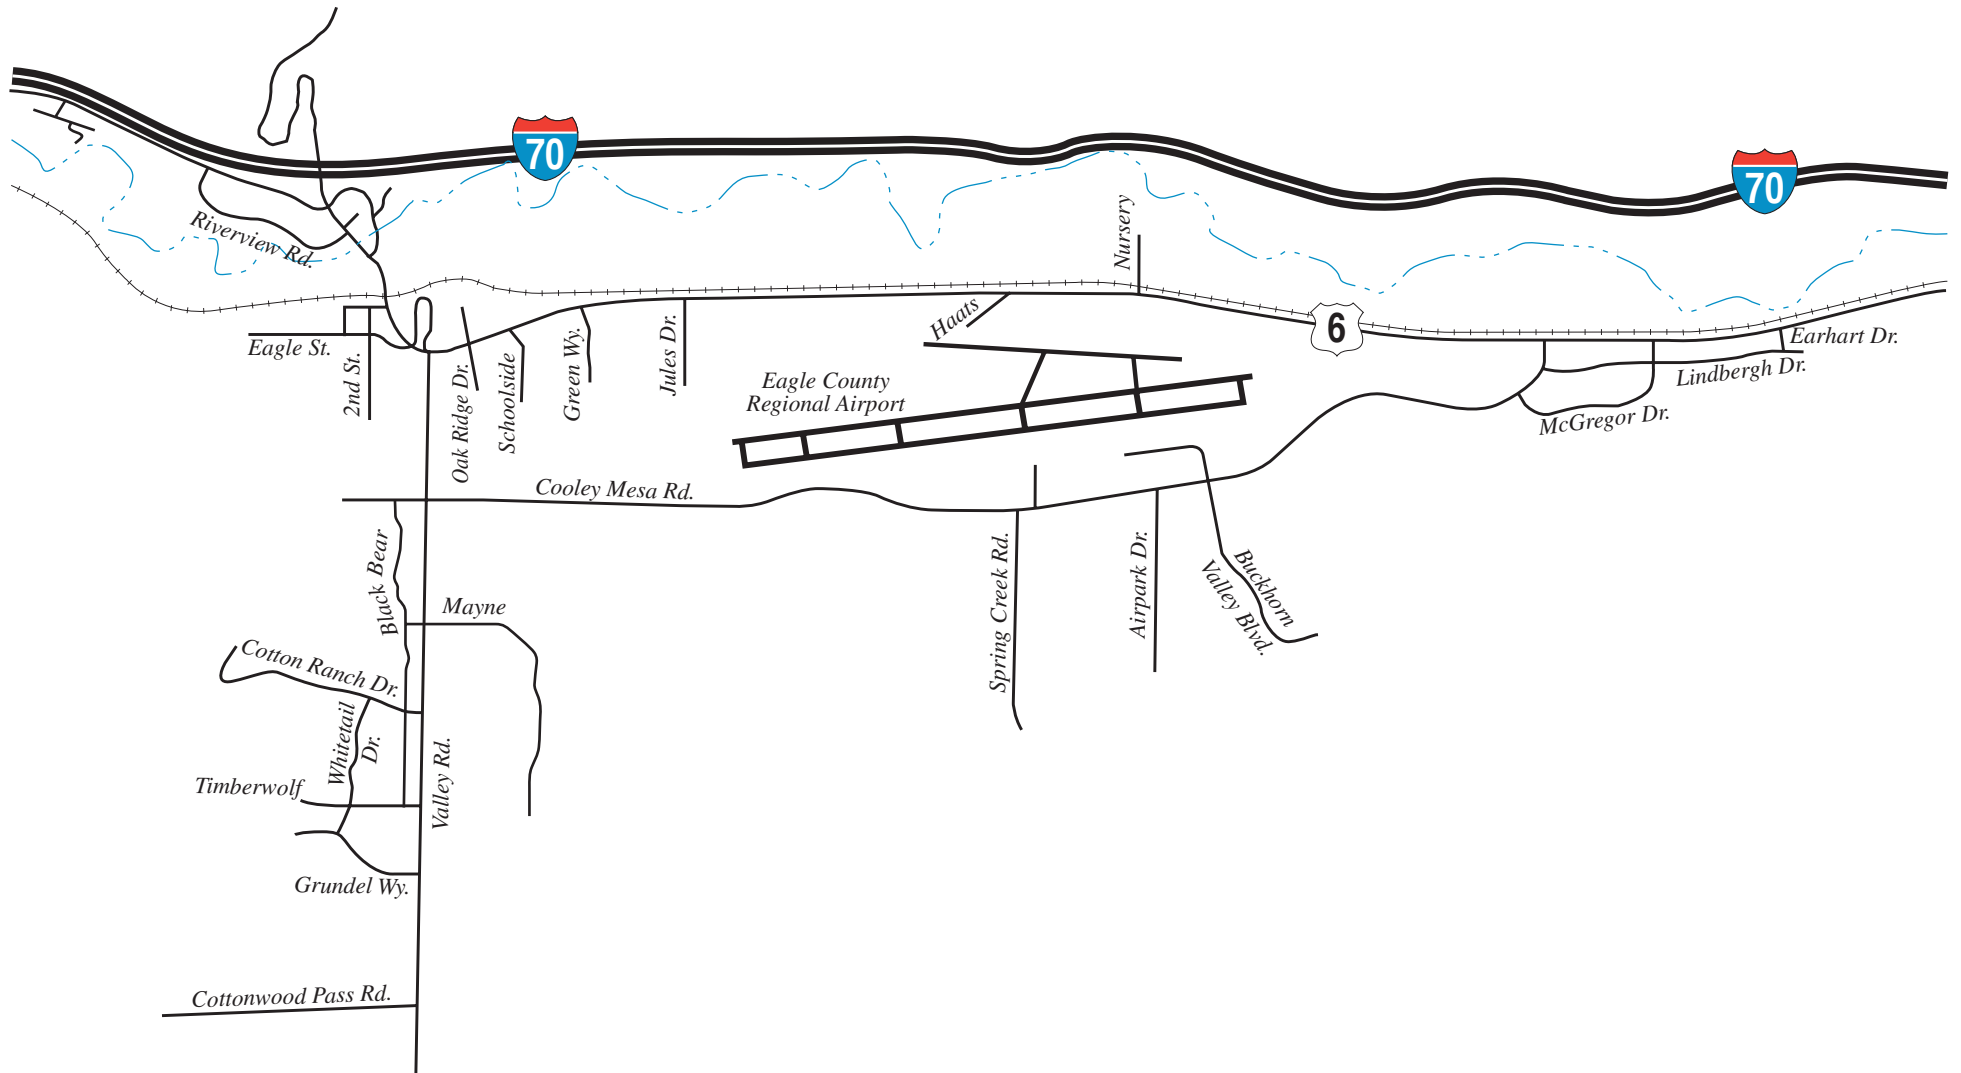 70
70
Riverview Rd.
Nursery
Haats
6
Earhart Dr.
Lindbergh Dr.
McGregor Dr.
Eagle St.
2nd St.
Oak Ridge Dr.
Schoolside
Green Wy.
Jules Dr.
Eagle County
Regional Airport
Cooley Mesa Rd.
Black Bear
Mayne
Spring Creek Rd.
Airpark Dr.
Buckhorn
Valley Blvd.
Cotton Ranch Dr.
Whitetail
Dr.
Valley Rd.
Timberwolf
Grundel Wy.
Cottonwood Pass Rd.